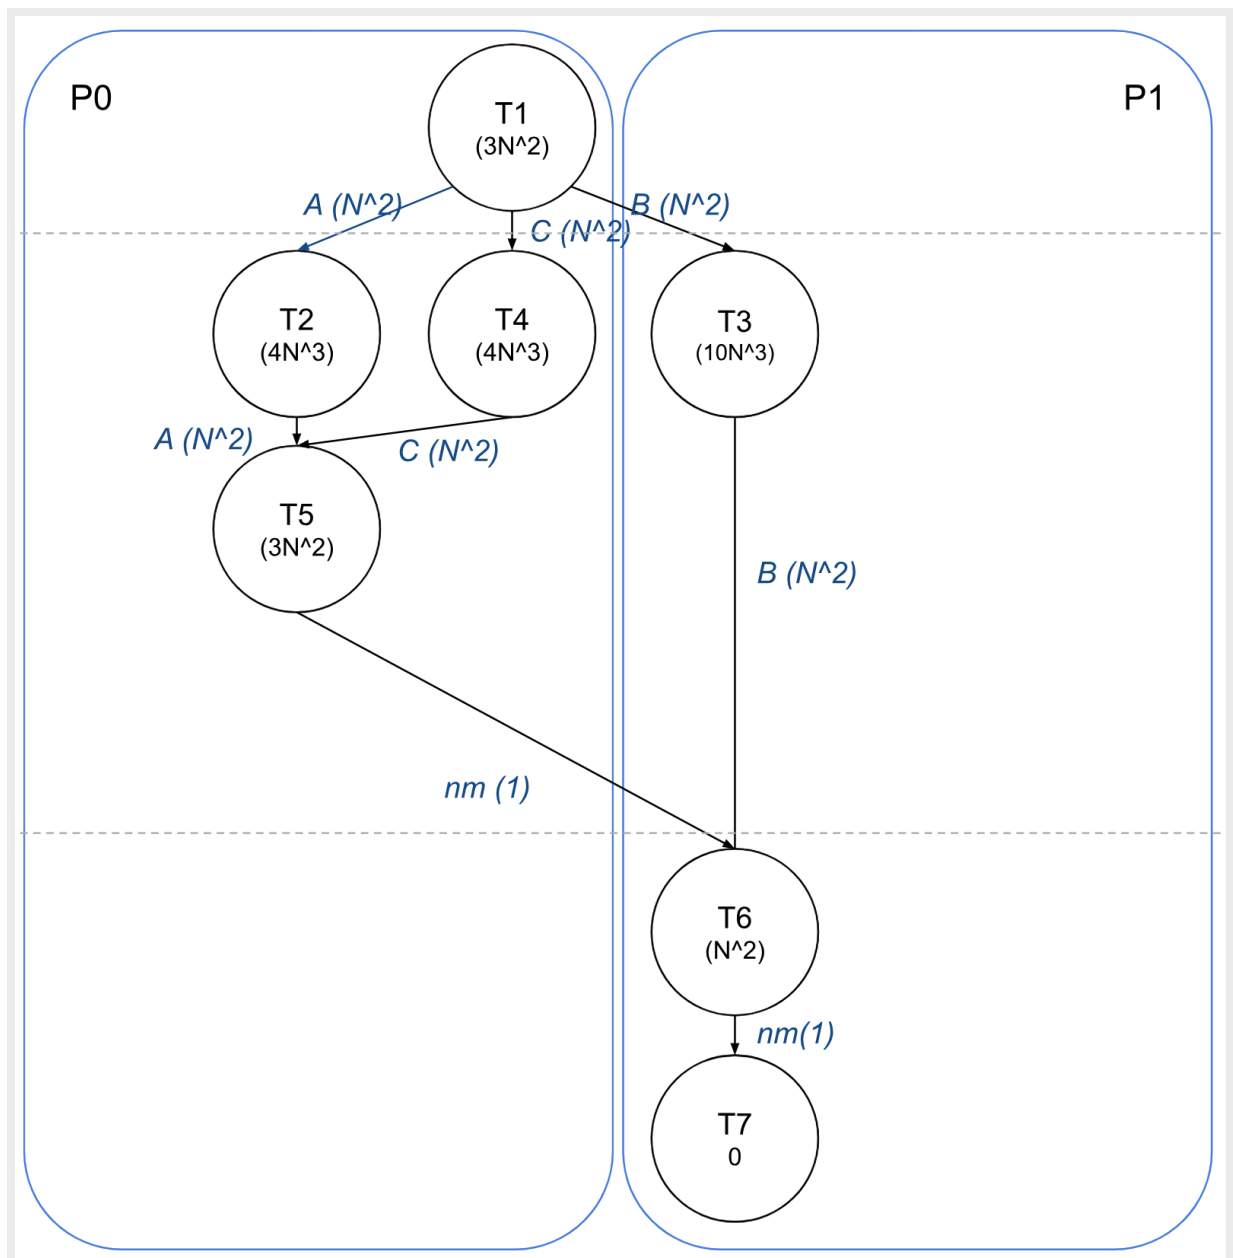 P0
P1
T1
(3N^2)
A (N^2)
B (N^2)
C (N^2)
T2
(4N^3)
T4
(4N^3)
T3
(10N^3)
A (N^2)
C (N^2)
T5
(3N^2)
B (N^2)
nm (1)
T6
(N^2)
nm(1)
T7
0